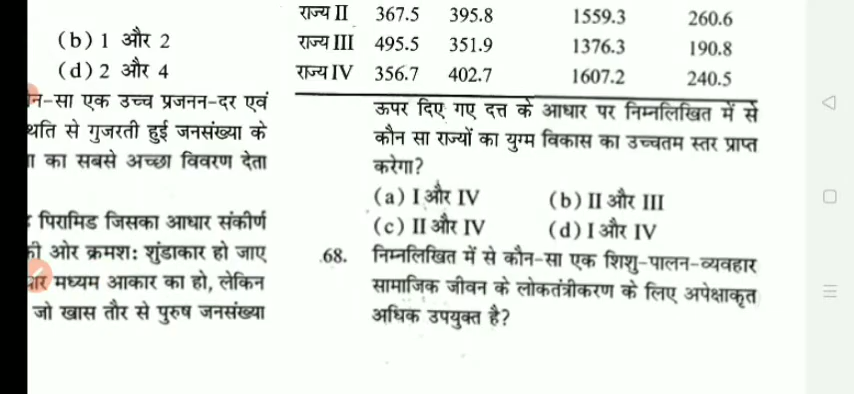 (b) 1 और 2
(d) 2 और 4
न-सा एक उच्च प्रजनन-दर एवं
थति से गुजरती हुई जनसंख्या के
ा का सबसे अच्छा विवरण देता
पिरामिड जिसका आधार संकीर्ण
की ओर क्रमश: शुंडाकार हो जाए
मध्यम आकार का हो, लेकिन
जो खास तौर से पुरुष जनसंख्या
राज्य II 367.5 395.8 1559.3 260.6
राज्य III 495.5 351.9 1376.3 190.8
राज्य IV 356.7 402.7 1607.2 240.5
ऊपर दिए गए दत्त के आधार पर निम्नलिखित में से
कौन सा राज्यों का युग्म विकास का उच्चतम स्तर प्राप्त
करेगा?
(a) I और IV (b) II और III
(c) II और IV (d) I और IV
68. निम्नलिखित में से कौन-सा एक शिशु-पालन-व्यवहार
सामाजिक जीवन के लोकतंत्रीकरण के लिए अपेक्षाकृत
अधिक उपयुक्त है?